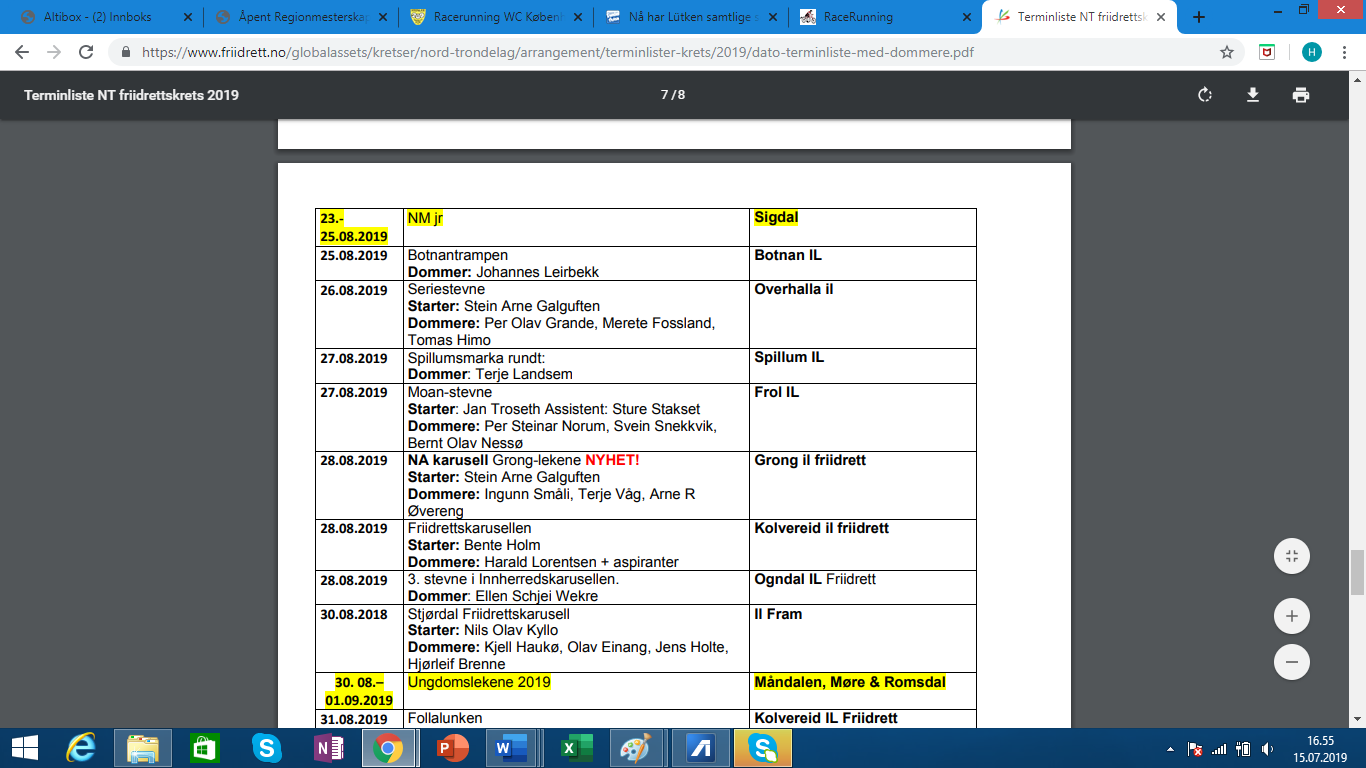 Altibox - (2) Innboks
Åpent Regionmesterska
Racerunning WC Københ
Nå har Lütken samtlige s
RaceRunning
Terminliste NT friidrettsk
https://www.friidrett.no/globalassets/kretser/nord-trondelag/arrangement/terminlister-krets/2019/dato-terminliste-med-dommere.pdf
H
Terminliste NT friidrettskrets 2019
7 / 8
23.-
25.08.2019
NM jr
Sigdal
25.08.2019
Botnantrampen
Dommer: Johannes Leirbekk
Botnan IL
26.08.2019
Seriestevne
Starter: Stein Arne Galguften
Dommere: Per Olav Grande, Merete Fossland,
Tomas Himo
Overhalla il
27.08.2019
Spillumsmarka rundt:
Dommer: Terje Landsem
Spillum IL
27.08.2019
Moan-stevne
Starter: Jan Troseth Assistent: Sture Stakset
Dommere: Per Steinar Norum, Svein Snekkvik,
Bernt Olav Nessø
Frol IL
28.08.2019
NA karusell Grong-lekene NYHET!
Starter: Stein Arne Galguften
Dommere: Ingunn Småli, Terje Våg, Arne R
Øvereng
Grong il friidrett
28.08.2019
Friidrettskarusellen
Starter: Bente Holm
Dommere: Harald Lorentsen + aspiranter
Kolvereid il friidrett
28.08.2019
3. stevne i Innherredskarusellen.
Dommer: Ellen Schjei Wekre
Ogndal IL Friidrett
30.08.2018
Stjørdal Friidrettskarusell
Starter: Nils Olav Kyllo
Dommere: Kjell Haukø, Olav Einang, Jens Holte,
Hjørleif Brenne
Il Fram
30. 08.–
01.09.2019
Ungdomslekene 2019
Måndalen, Møre & Romsdal
31.08.2019
Follalunken
Kolvereid IL Friidrett
16.55
15.07.2019